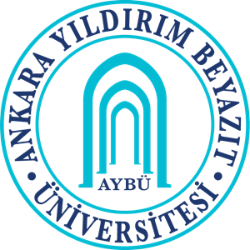 ANKARA YILDIRIM BEYAZIT
ÜNİVERSİTESİ
AYBÜ